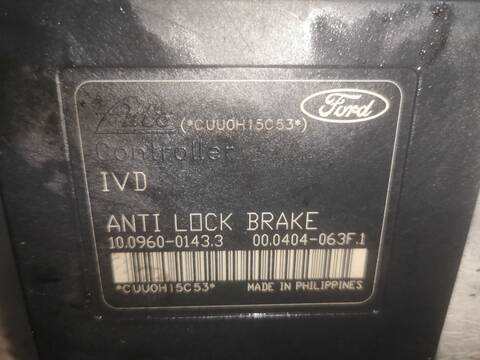 Ate (*CUU0H15C53*) Ford
Controller
IVD
ANTI LOCK BRAKE
10.0960-0143.3 00.0404-063F.1
*CUU0H15C53* MADE IN PHILIPPINES